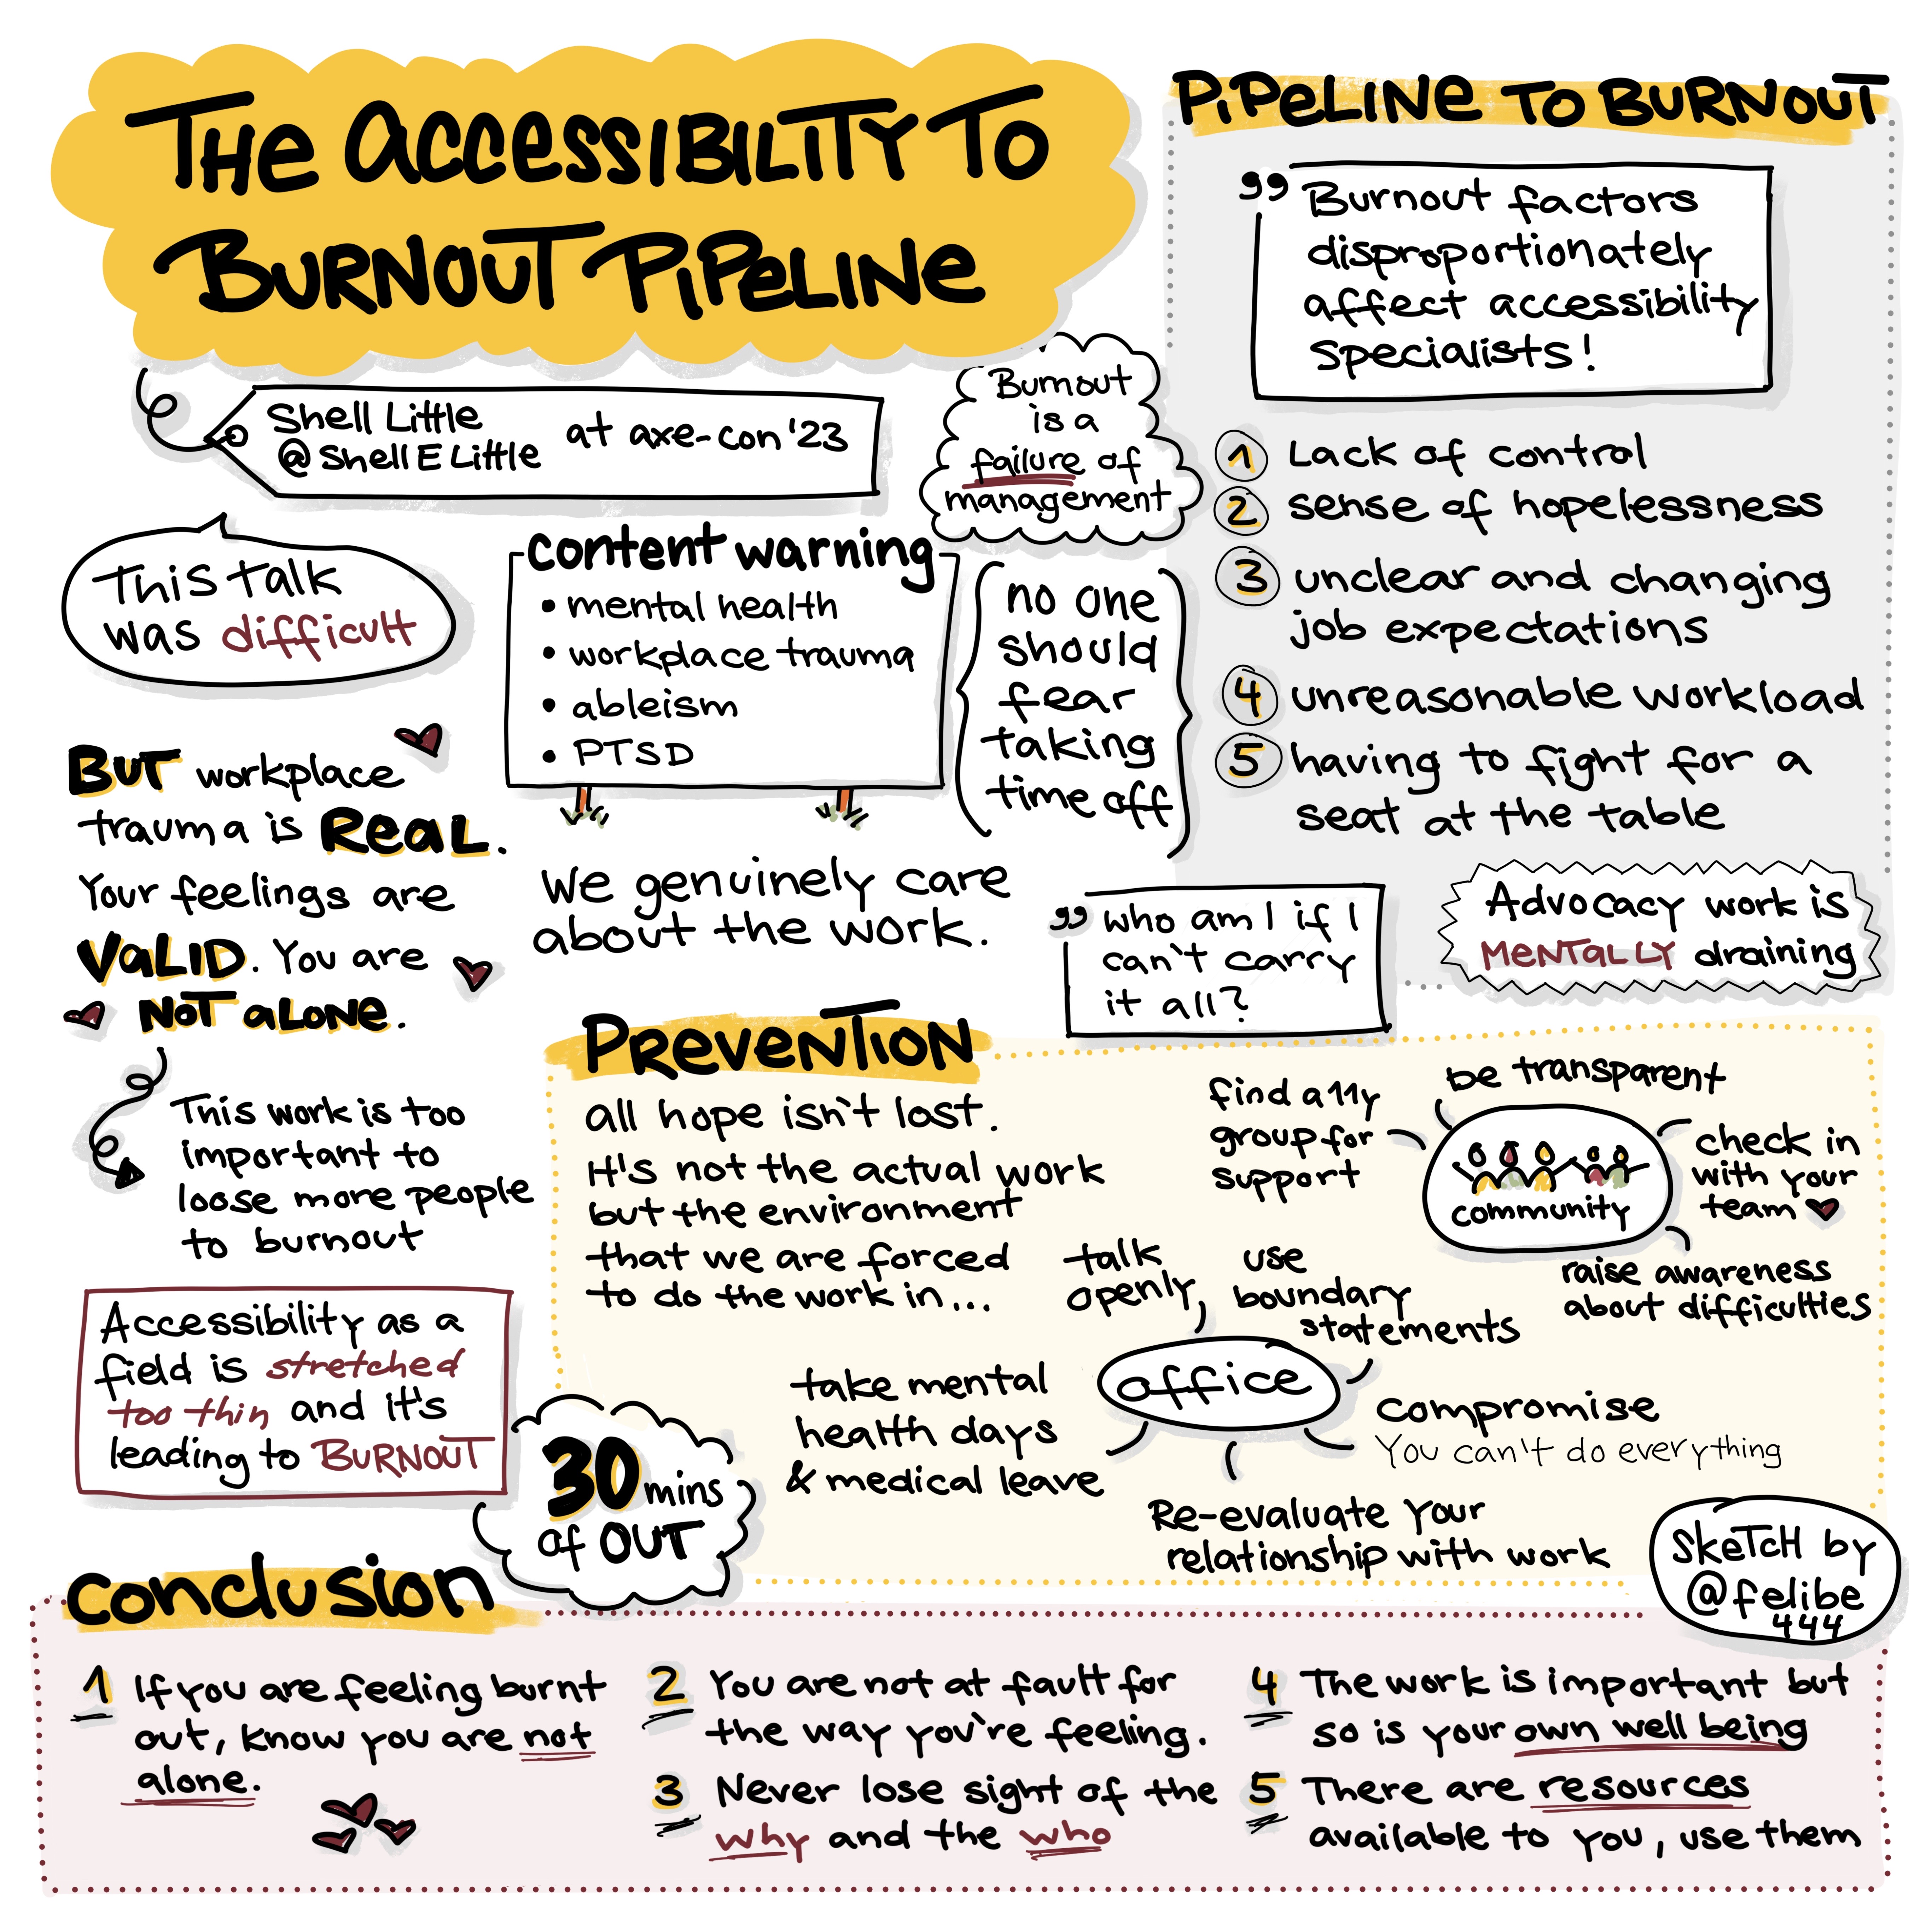 The Accessibility To
Burnout Pipeline
Shell Little
@ShellELittle
at axe-con '23
This talk
was difficult
BUT workplace
trauma is REAL.
Your feelings are
VALID. You are
NOT ALONE.
This work is too
important to
loose more people
to burnout
Accessibility as a
field is stretched
too thin and it's
leading to BURNOUT
content warning
• mental health
• workplace trauma
• ableism
• PTSD
Burnout
is a
failure of
management
no one
should
fear
taking
time off
We genuinely care
about the work.
Pipeline to Burnout
” Burnout factors
disproportionately
affect accessibility
specialists!
1 Lack of control
2 sense of hopelessness
3 unclear and changing
job expectations
4 unreasonable workload
5 having to fight for a
seat at the table
” who am I if I
can't carry
it all?
Advocacy work is
MENTALLY draining
Prevention
all hope isn't lost.
it's not the actual work
but the environment
that we are forced
to do the work in...
find a11y
group for
support
be transparent
check in
with your
team
raise awareness
about difficulties
community
talk
openly
use
boundary
statements
office
take mental
health days
& medical leave
compromise
You can't do everything
Re-evaluate Your
relationship with work
30 mins
of OUT
Sketch by
@felibe
444
Conclusion
1 If you are feeling burnt
out, know you are not
alone.
2 You are not at fault for
the way you're feeling.
3 Never lose sight of the
why and the who
4 The work is important but
so is your own well being
5 There are resources
available to you, use them